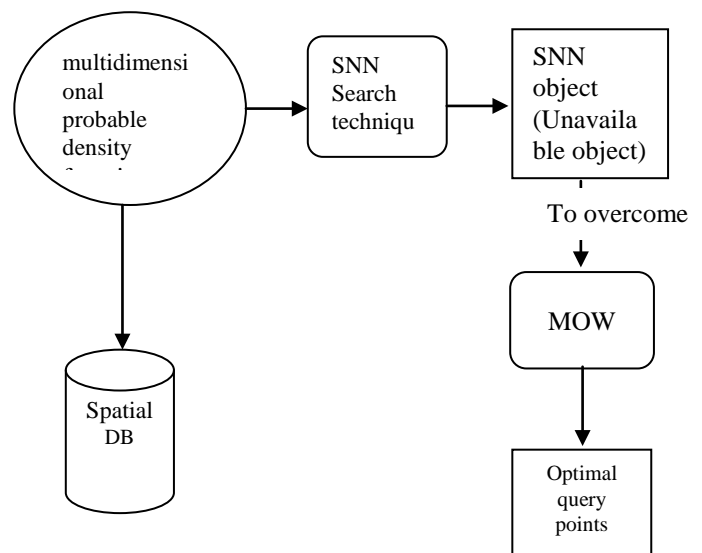 multidimensi
onal
probable
density
SNN
Search
techniqu
SNN
object
(Unavaila
ble object)
To overcome
MOW
Spatial
DB
Optimal
query
points